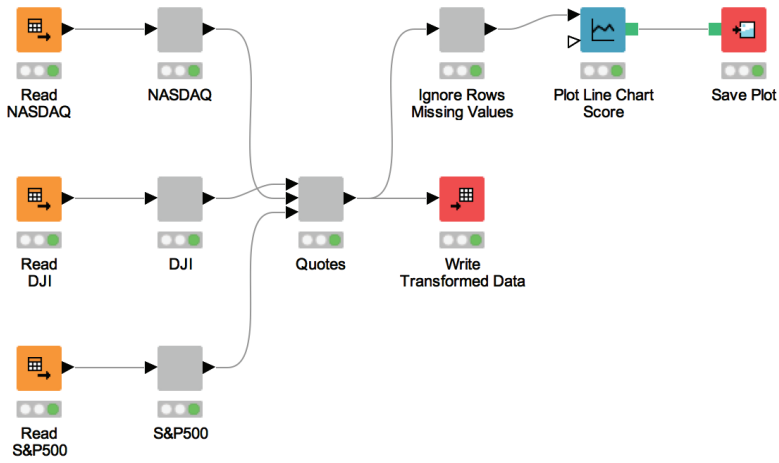 Read
NASDAQ
NASDAQ
Ignore Rows
Missing Values
Plot Line Chart
Score
Save Plot
Read
DJI
DJI
Quotes
Write
Transformed Data
Read
S&P500
S&P500